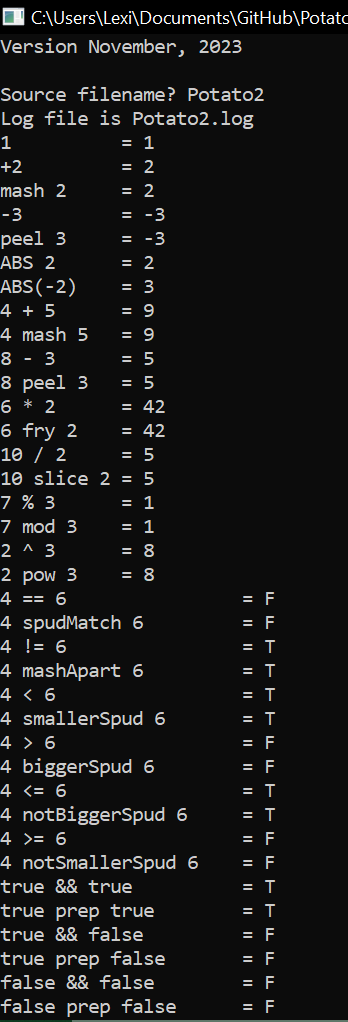 C:\Users\Lexi\Documents\GitHub\Potato
Version November, 2023
Source filename? Potato2
Log file is Potato2.log
1 = 1
+2 = 2
mash 2 = 2
-3 = -3
peel 3 = -3
ABS 2 = 2
ABS(-2) = 3
4 + 5 = 9
4 mash 5 = 9
8 - 3 = 5
8 peel 3 = 5
6 * 2 = 42
6 fry 2 = 42
10 / 2 = 5
10 slice 2 = 5
7 % 3 = 1
7 mod 3 = 1
2 ^ 3 = 8
2 pow 3 = 8
4 == 6 = F
4 spudMatch 6 = F
4 != 6 = T
4 mashApart 6 = T
4 < 6 = T
4 smallerSpud 6 = T
4 > 6 = F
4 biggerSpud 6 = F
4 <= 6 = T
4 notBiggerSpud 6 = T
4 >= 6 = F
4 notSmallerSpud 6 = F
true && true = T
true prep true = T
true && false = F
true prep false = F
false && false = F
false prep false = F